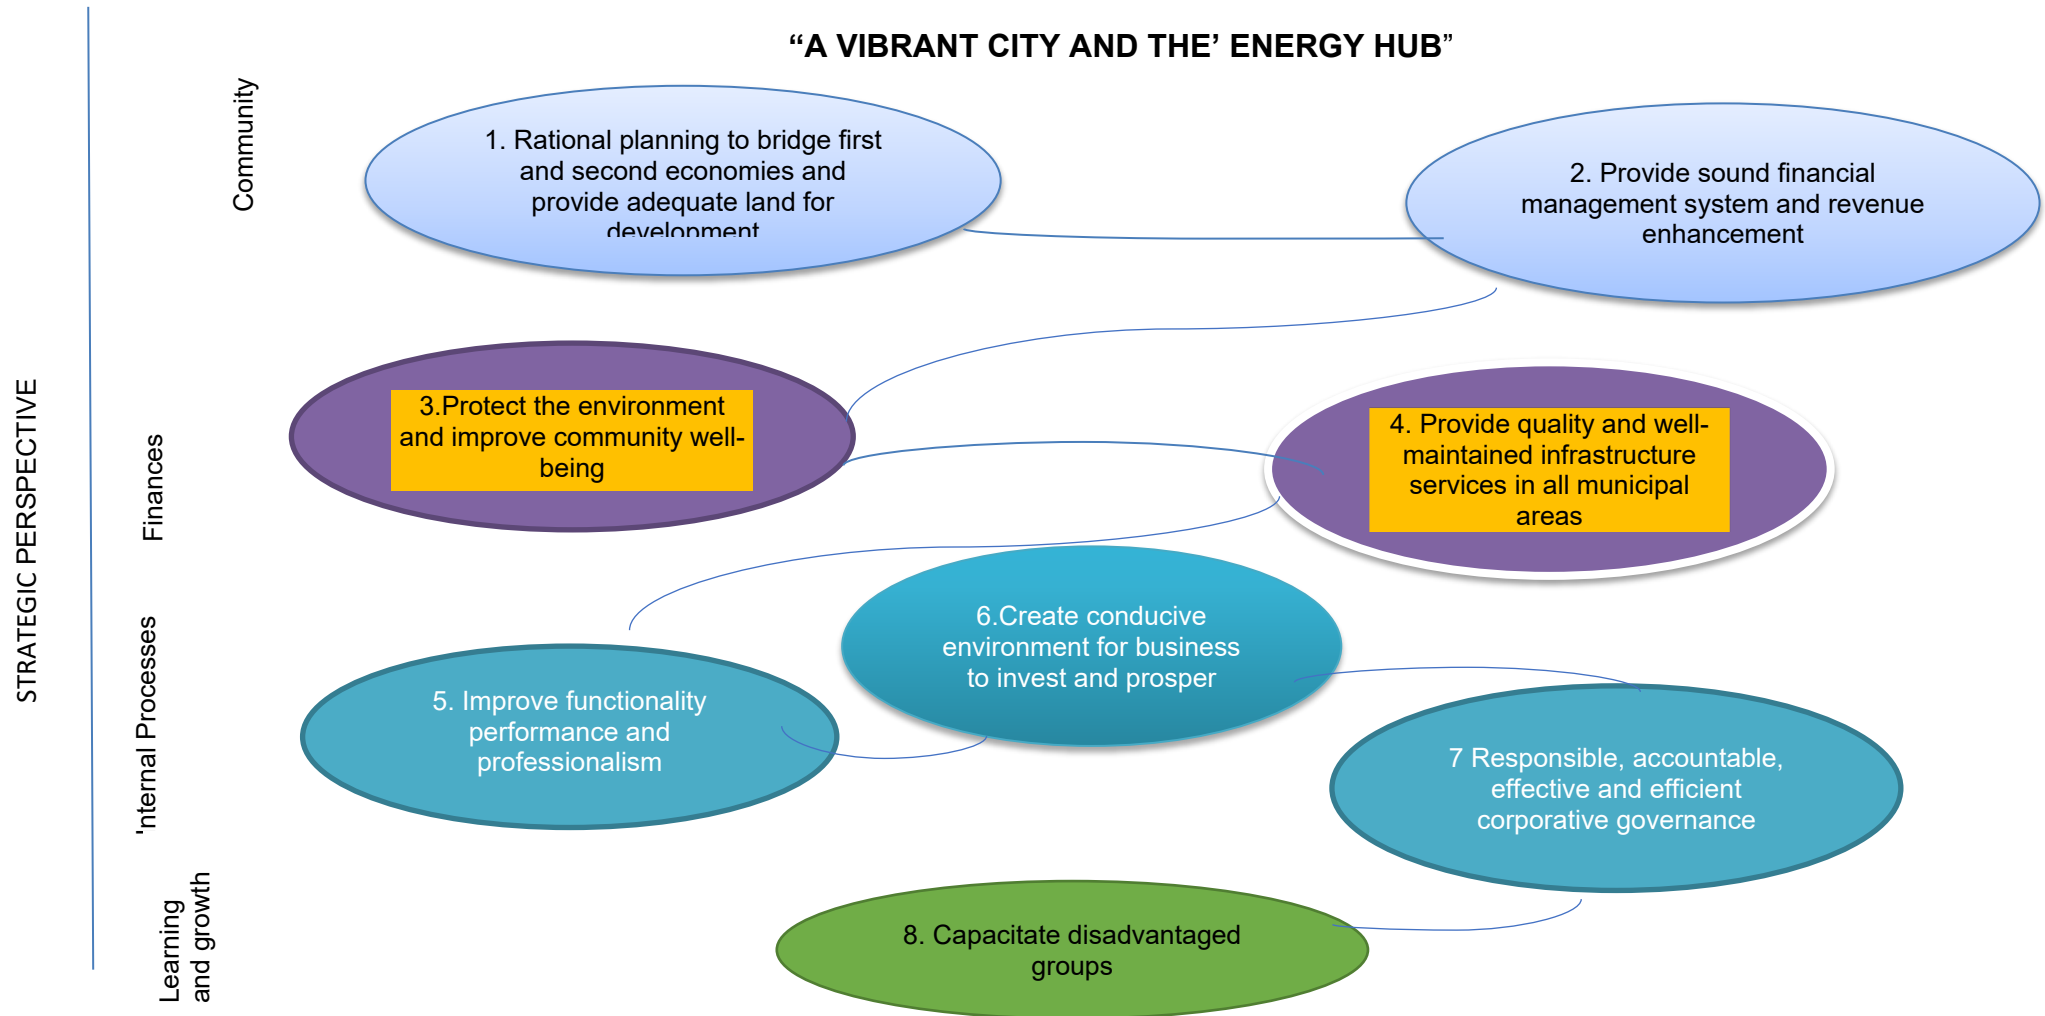 “A VIBRANT CITY AND THE’ ENERGY HUB”
STRATEGIC PERSPECTIVE
Community
1. Rational planning to bridge first
and second economies and
provide adequate land for
development
2. Provide sound financial
management system and revenue
enhancement
Finances
3.Protect the environment
and improve community well-
being
4. Provide quality and well-
maintained infrastructure
services in all municipal
areas
'nternal Processes
5. Improve functionality
performance and
professionalism
6.Create conducive
environment for business
to invest and prosper
7 Responsible, accountable,
effective and efficient
corporative governance
Learning
and growth
8. Capacitate disadvantaged
groups